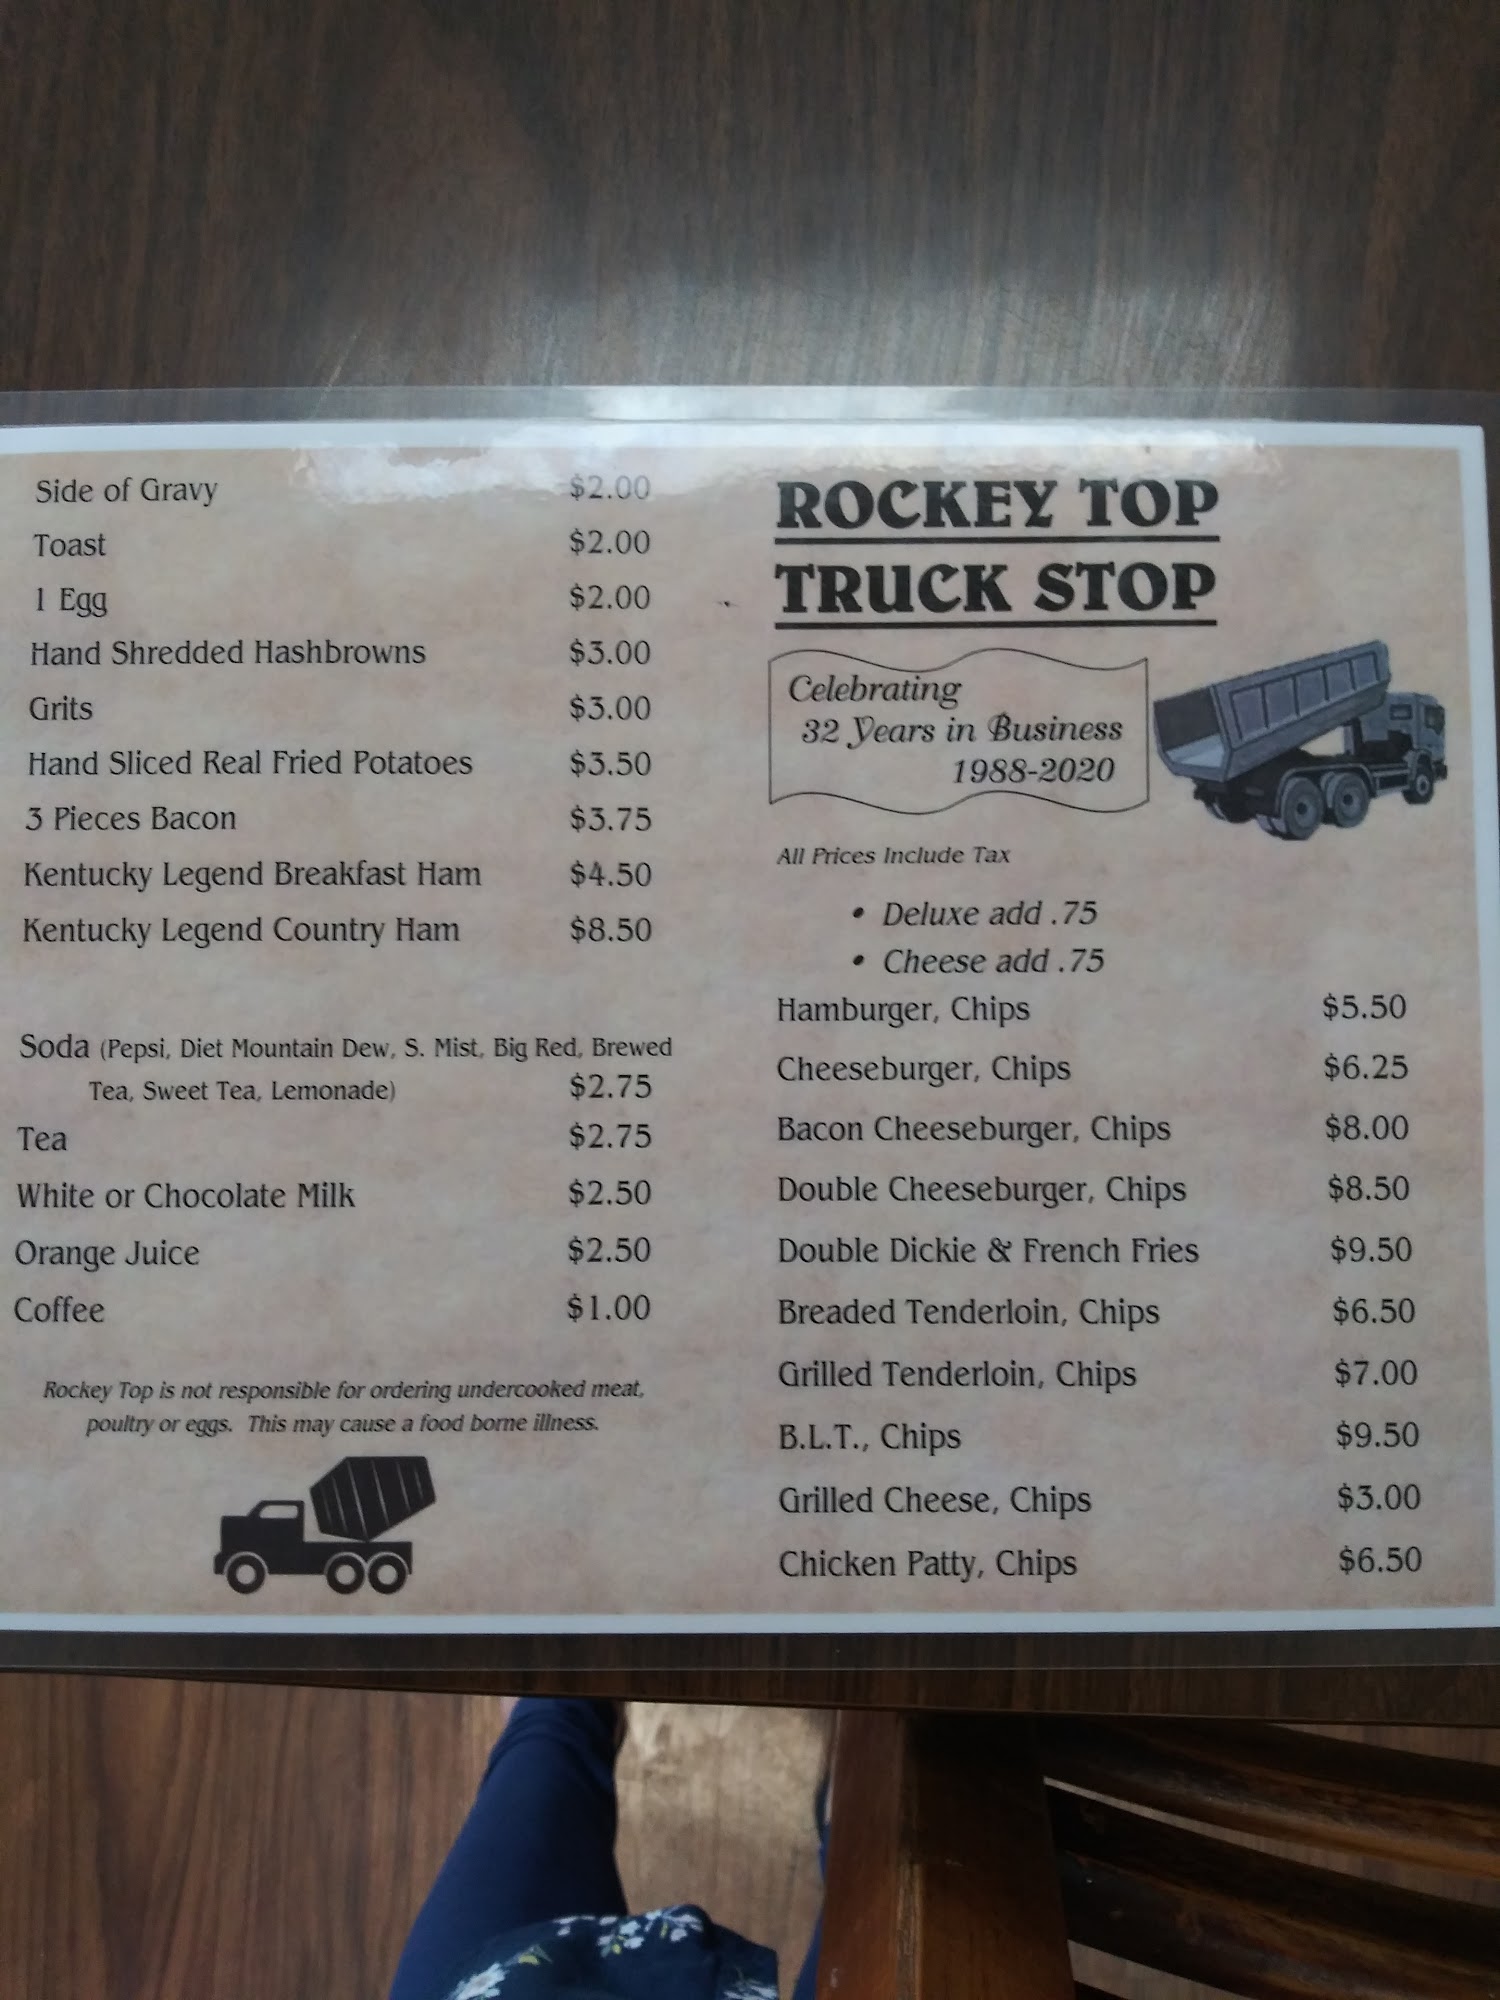 Side of Gravy $2.00
Toast $2.00
1 Egg $2.00
Hand Shredded Hashbrowns $3.00
Grits $3.00
Hand Sliced Real Fried Potatoes $3.50
3 Pieces Bacon $3.75
Kentucky Legend Breakfast Ham $4.50
Kentucky Legend Country Ham $8.50
Soda (Pepsi, Diet Mountain Dew, S. Mist, Big Red, Brewed
Tea, Sweet Tea, Lemonade) $2.75
Tea $2.75
White or Chocolate Milk $2.50
Orange Juice $2.50
Coffee $1.00
Rockey Top is not responsible for ordering undercooked meat,
poultry or eggs. This may cause a food borne illness.
ROCKEY TOP
TRUCK STOP
Celebrating
32 Years in Business
1988-2020
All Prices Include Tax
• Deluxe add .75
• Cheese add .75
Hamburger, Chips $5.50
Cheeseburger, Chips $6.25
Bacon Cheeseburger, Chips $8.00
Double Cheeseburger, Chips $8.50
Double Dickie & French Fries $9.50
Breaded Tenderloin, Chips $6.50
Grilled Tenderloin, Chips $7.00
B.L.T., Chips $9.50
Grilled Cheese, Chips $3.00
Chicken Patty, Chips $6.50